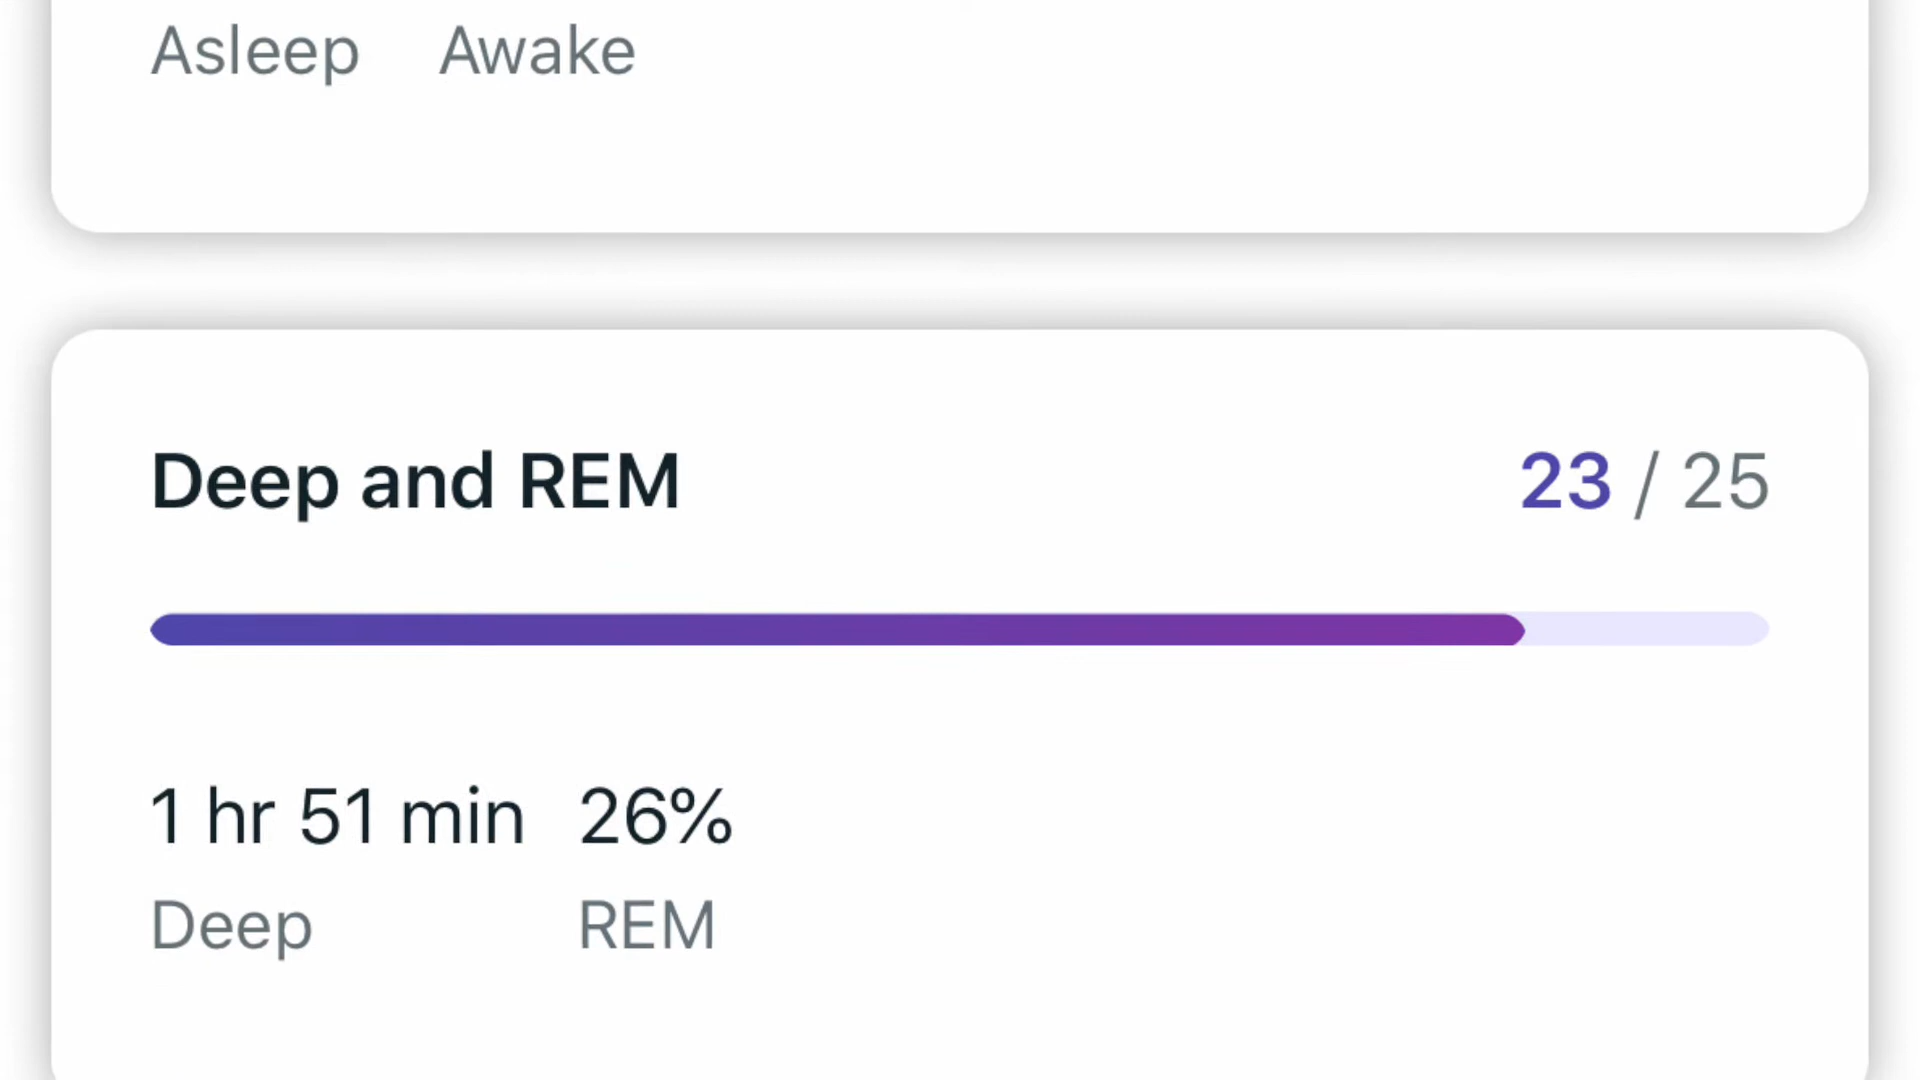 Asleep Awake
Deep and REM 23 / 25
1 hr 51 min 26%
Deep REM